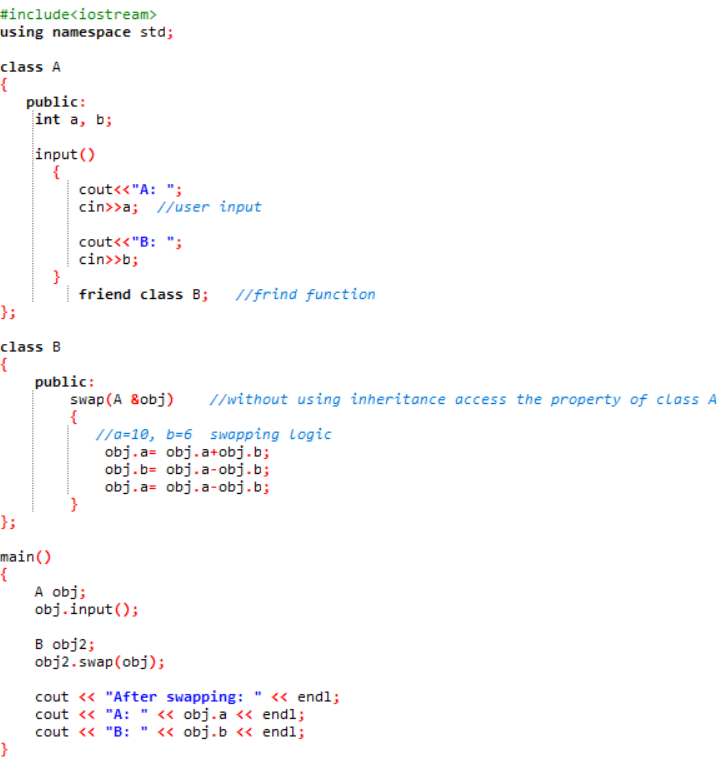 #include<iostream>
using namespace std;
class A
{
public:
int a, b;
input()
{
cout<<"A: ";
cin>>a; //user input
cout<<"B: ";
cin>>b;
}
friend class B; //frind function
};
class B
{
public:
swap(A &obj) //without using inheritance access the property of class A
{
//a=10, b=6 swapping logic
obj.a= obj.a+obj.b;
obj.b= obj.a-obj.b;
obj.a= obj.a-obj.b;
}
};
main()
{
A obj;
obj.input();
B obj2;
obj2.swap(obj);
cout << "After swapping: " << endl;
cout << "A: " << obj.a << endl;
cout << "B: " << obj.b << endl;
}